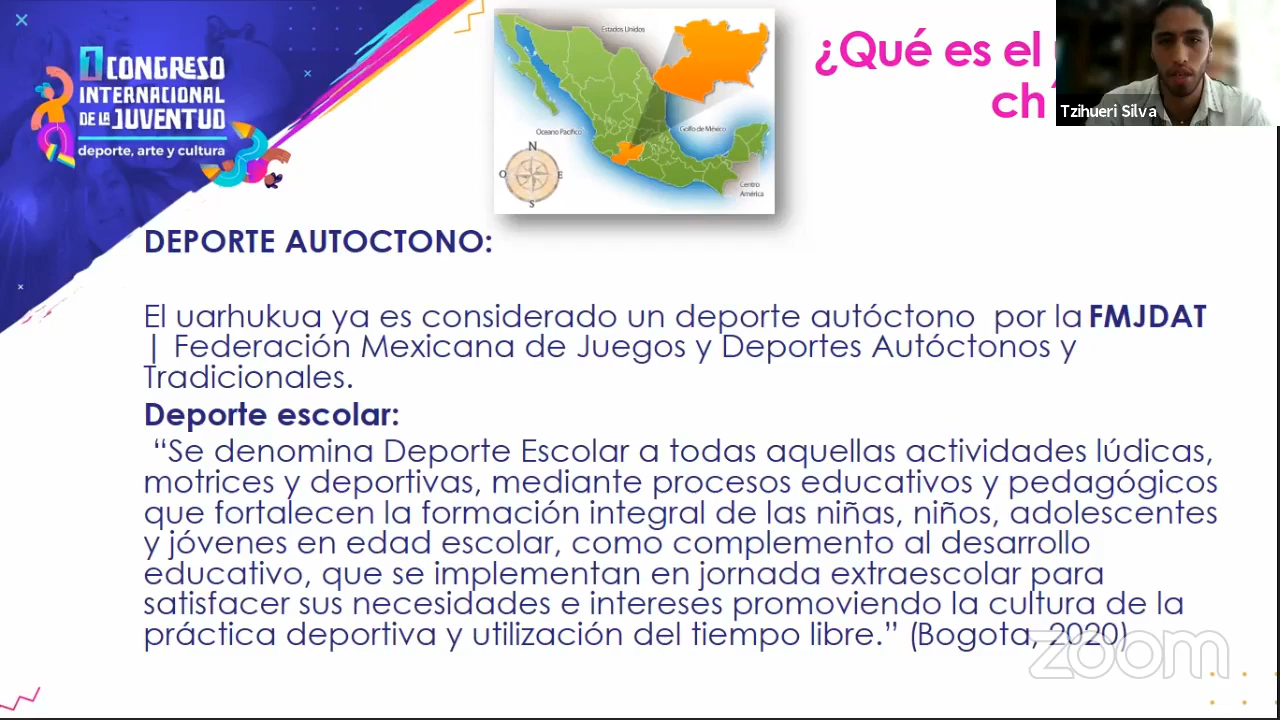 1 CONGRESO
INTERNACIONAL
DE LA JUVENTUD
deporte, arte y cultura
Estados Unidos
Oceano Pacífico
Golfo de México
Centro
América
N
O
E
S
¿Qué es el
Tzihueri Silva
DEPORTE AUTOCTONO:
El uarhukua ya es considerado un deporte autóctono por la FMJDAT
| Federación Mexicana de Juegos y Deportes Autóctonos y
Tradicionales.
Deporte escolar:
“Se denomina Deporte Escolar a todas aquellas actividades lúdicas,
motrices y deportivas, mediante procesos educativos y pedagógicos
que fortalecen la formación integral de las niñas, niños, adolescentes
y jóvenes en edad escolar, como complemento al desarrollo
educativo, que se implementan en jornada extraescolar para
satisfacer sus necesidades e intereses promoviendo la cultura de la
práctica deportiva y utilización del tiempo libre.” (Bogota, 2020)
zoom